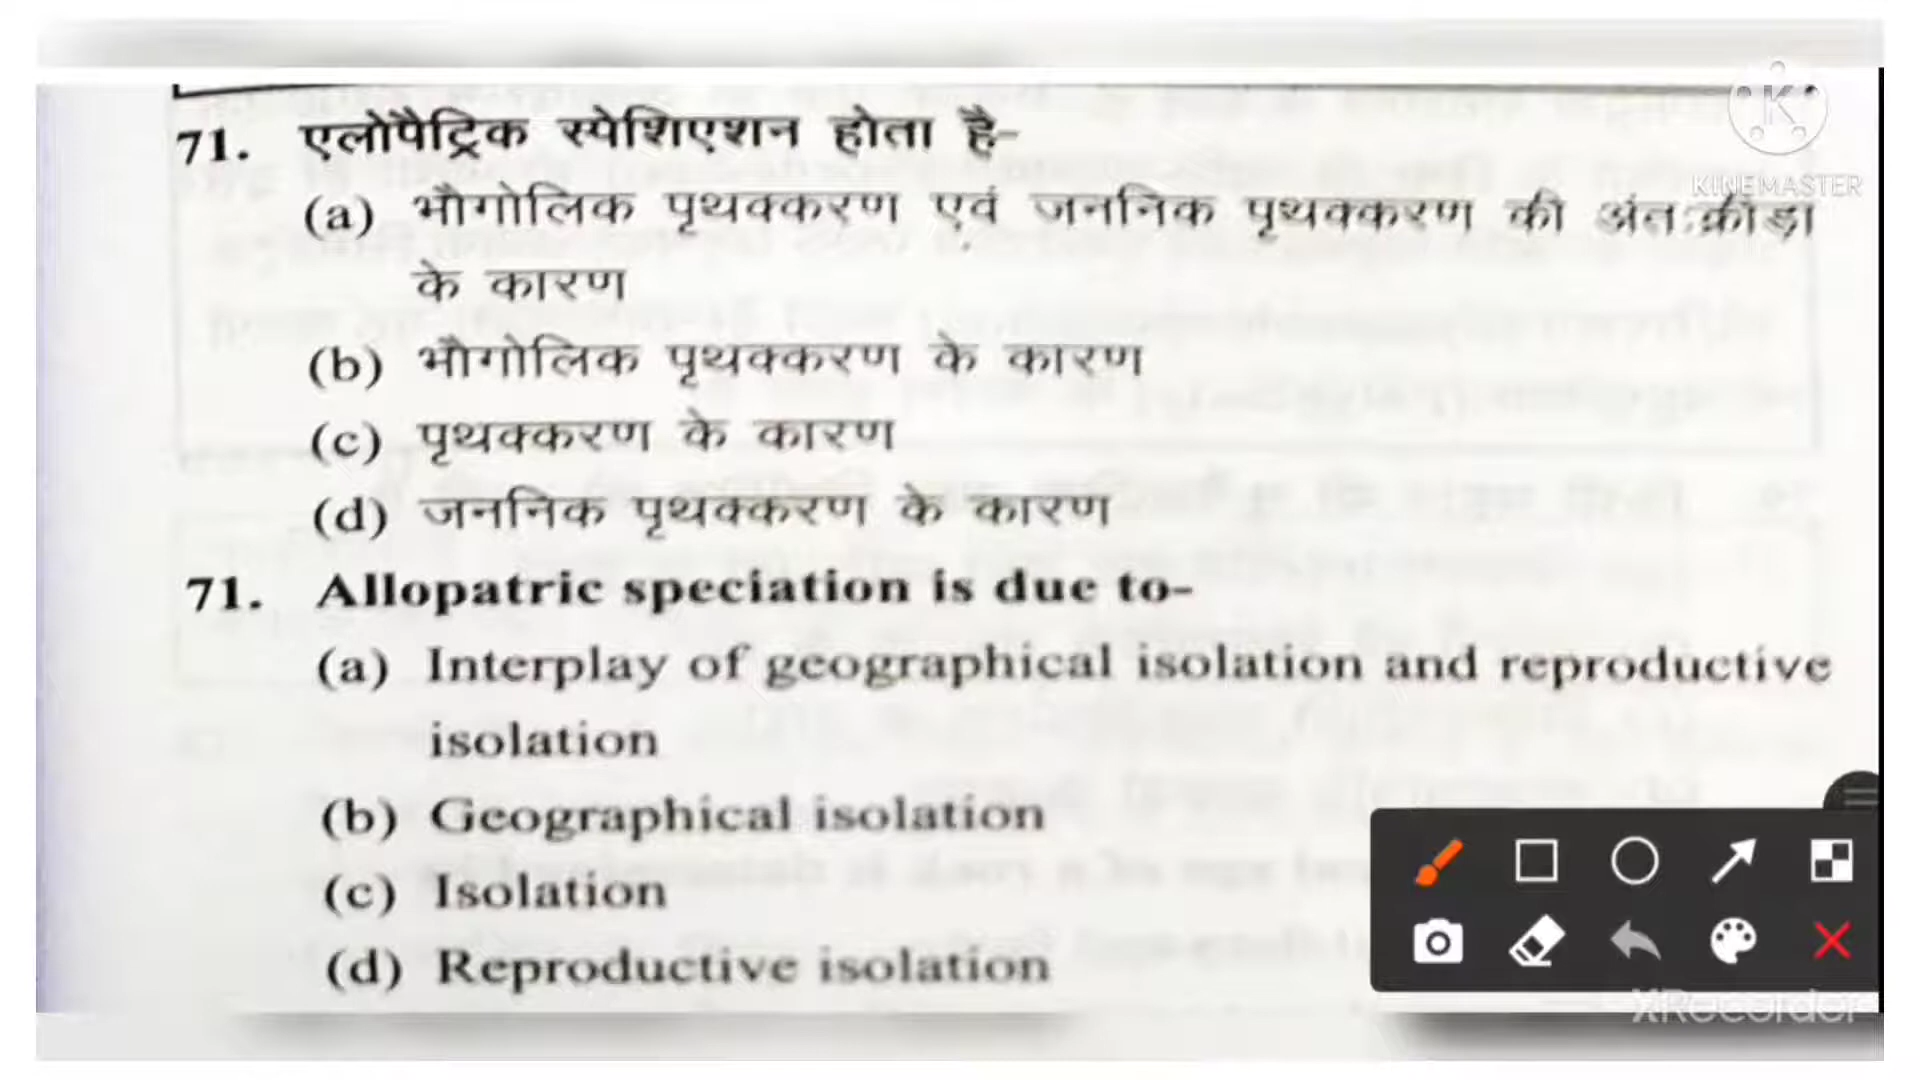 71. एलोपैट्रिक स्पेशिएशन होता है-
(a) भौगोलिक पृथक्करण एवं जननिक पृथक्करण की अंतःक्रीड़ा
के कारण
(b) भौगोलिक पृथक्करण के कारण
(c) पृथक्करण के कारण
(d) जननिक पृथक्करण के कारण
71. Allopatric speciation is due to-
(a) Interplay of geographical isolation and reproductive
isolation
(b) Geographical isolation
(c) Isolation
(d) Reproductive isolation
K
KINEMASTER
XRecorder